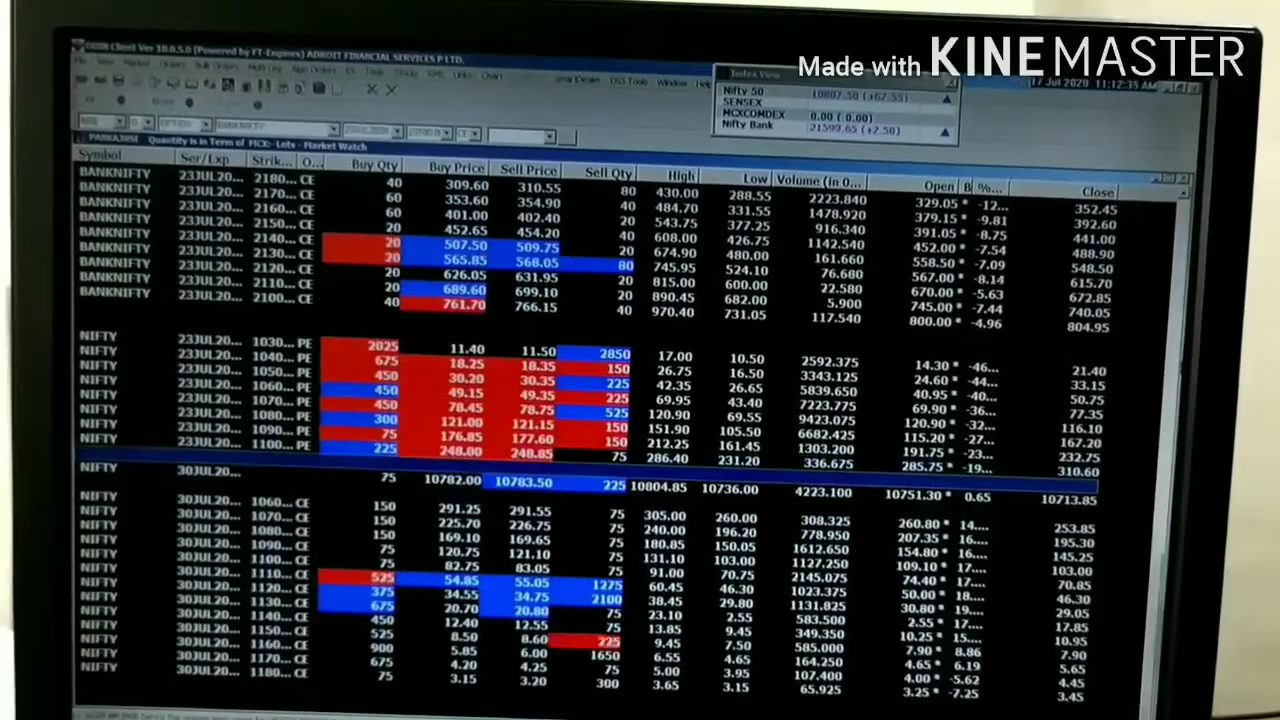 Made with KINEMASTER
ODIN Client Ver 10.0.5.0 (Powered by FT-Engines) ADROIT FINANCIAL SERVICES P LTD.
Index View
17 Jul 2020 11:12:35 AM
Nifty 50 10807.50 (+67.55)
SENSEX
MCXCOMDEX 0.00 ( 0.00)
Nifty Bank 21599.65 (+2.50)
Window
Quantity is in Term of MCX:- Lots - Market Watch
Symbol Ser/Exp Strik... O... Buy Qty Buy Price Sell Price Sell Qty High Low Volume (in 0... Open B %... Close
BANKNIFTY 23JUL20... 2180... CE 40 309.60 310.55 80 430.00 288.55 2223.840 329.05 * -12... 352.45
BANKNIFTY 23JUL20... 2170... CE 60 353.60 354.90 40 484.70 331.55 1478.920 379.15 * -9.81 392.60
BANKNIFTY 23JUL20... 2160... CE 60 401.00 402.40 20 543.75 377.25 916.340 391.05 * -8.75 441.00
BANKNIFTY 23JUL20... 2150... CE 20 452.65 454.20 40 608.00 426.75 1142.540 452.00 * -7.54 488.90
BANKNIFTY 23JUL20... 2140... CE 20 507.50 509.75 20 674.90 480.00 161.660 558.50 * -7.09 548.50
BANKNIFTY 23JUL20... 2130... CE 20 565.85 568.05 80 745.95 524.10 76.680 567.00 * -8.14 615.70
BANKNIFTY 23JUL20... 2120... CE 20 626.05 631.95 20 815.00 600.00 22.580 670.00 * -5.63 672.85
BANKNIFTY 23JUL20... 2110... CE 20 689.60 699.10 20 890.45 682.00 5.900 745.00 * -7.44 740.05
BANKNIFTY 23JUL20... 2100... CE 40 761.70 766.15 40 970.40 731.05 117.540 800.00 * -4.96 804.95
NIFTY 23JUL20... 1030... PE 2025 11.40 11.50 2850 17.00 10.50 2592.375 14.30 * -46... 21.40
NIFTY 23JUL20... 1040... PE 675 18.25 18.35 150 26.75 16.50 3343.125 24.60 * -44... 33.15
NIFTY 23JUL20... 1050... PE 450 30.20 30.35 225 42.35 26.65 5839.650 40.95 * -40... 50.75
NIFTY 23JUL20... 1060... PE 450 49.15 49.35 225 69.95 43.40 7223.775 69.90 * -36... 77.35
NIFTY 23JUL20... 1070... PE 450 78.45 78.75 525 120.90 69.55 9423.075 120.90 * -32... 116.10
NIFTY 23JUL20... 1080... PE 300 121.00 121.15 150 151.90 105.50 6682.425 115.20 * -27... 167.20
NIFTY 23JUL20... 1090... PE 75 176.85 177.60 150 212.25 161.45 1303.200 191.75 * -23... 232.75
NIFTY 23JUL20... 1100... PE 225 248.00 248.85 75 286.40 231.20 336.675 285.75 * -19... 310.60
NIFTY 30JUL20... 75 10782.00 10783.50 225 10804.85 10736.00 4223.100 10751.30 * 0.65 10713.85
NIFTY 30JUL20... 1060... CE 150 291.25 291.55 75 305.00 260.00 308.325 260.80 * 14.... 253.85
NIFTY 30JUL20... 1070... CE 150 225.70 226.75 75 240.00 196.20 778.950 207.35 * 16.... 195.30
NIFTY 30JUL20... 1080... CE 150 169.10 169.65 75 180.85 150.05 1612.650 154.80 * 16.... 145.25
NIFTY 30JUL20... 1090... CE 75 120.75 121.10 75 131.10 103.00 1127.250 109.10 * 17.... 103.00
NIFTY 30JUL20... 1100... CE 75 82.75 83.05 75 91.00 70.75 2145.075 74.40 * 17.... 70.85
NIFTY 30JUL20... 1110... CE 525 54.85 55.05 1275 60.45 46.30 1023.375 50.00 * 18.... 46.30
NIFTY 30JUL20... 1120... CE 375 34.55 34.75 2100 38.45 29.80 1131.825 30.80 * 19.... 29.05
NIFTY 30JUL20... 1130... CE 675 20.70 20.80 75 23.10 2.55 583.500 2.55 * 17.... 17.85
NIFTY 30JUL20... 1140... CE 450 12.40 12.55 75 13.85 9.45 349.350 10.25 * 15.... 10.95
NIFTY 30JUL20... 1150... CE 525 8.50 8.60 225 9.45 7.50 585.000 7.90 * 8.86 7.90
NIFTY 30JUL20... 1160... CE 900 5.85 6.00 1650 6.55 4.65 164.250 4.65 * 6.19 5.65
NIFTY 30JUL20... 1170... CE 675 4.20 4.25 75 5.00 3.95 107.400 4.00 * -5.62 4.45
NIFTY 30JUL20... 1180... CE 75 3.15 3.20 300 3.65 3.15 65.925 3.25 * -7.25 3.45